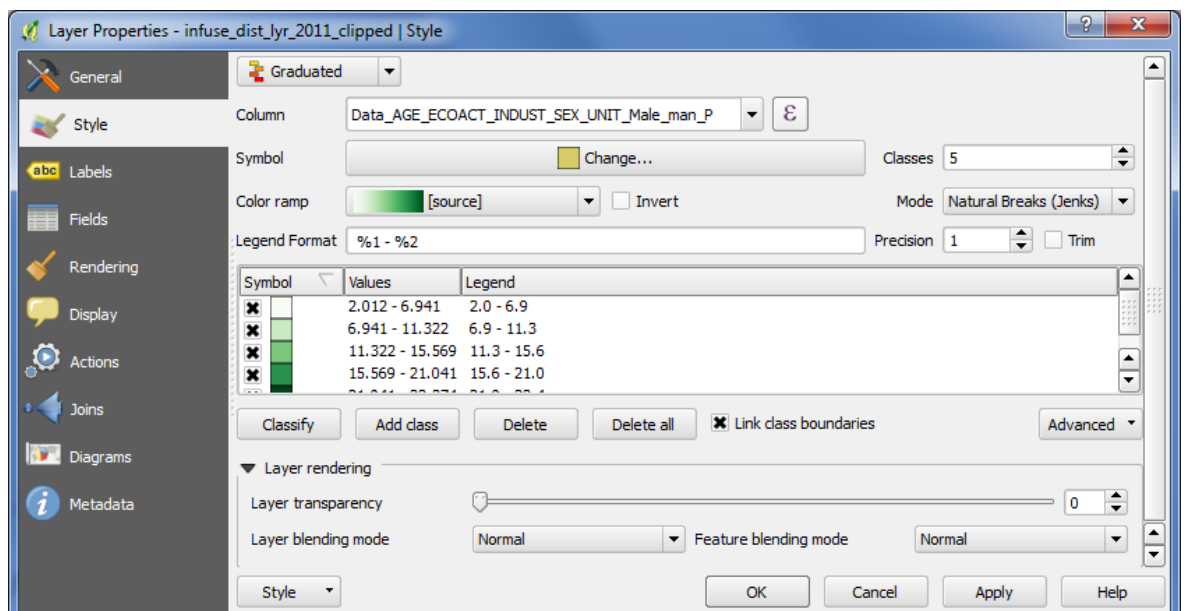 Layer Properties - infuse_dist_lyr_2011_clipped | Style
General
Style
abc Labels
Fields
Rendering
Display
Actions
Joins
Diagrams
Metadata
Graduated
Column Data_AGE_ECOACT_INDUST_SEX_UNIT_Male_man_P ε
Symbol Change... Classes 5
Color ramp [source] Invert Mode Natural Breaks (Jenks)
Legend Format %1 - %2 Precision 1 Trim
Symbol Values Legend
2.012 - 6.941 2.0 - 6.9
6.941 - 11.322 6.9 - 11.3
11.322 - 15.569 11.3 - 15.6
15.569 - 21.041 15.6 - 21.0
Classify Add class Delete Delete all Link class boundaries Advanced
Layer rendering
Layer transparency 0
Layer blending mode Normal Feature blending mode Normal
Style OK Cancel Apply Help